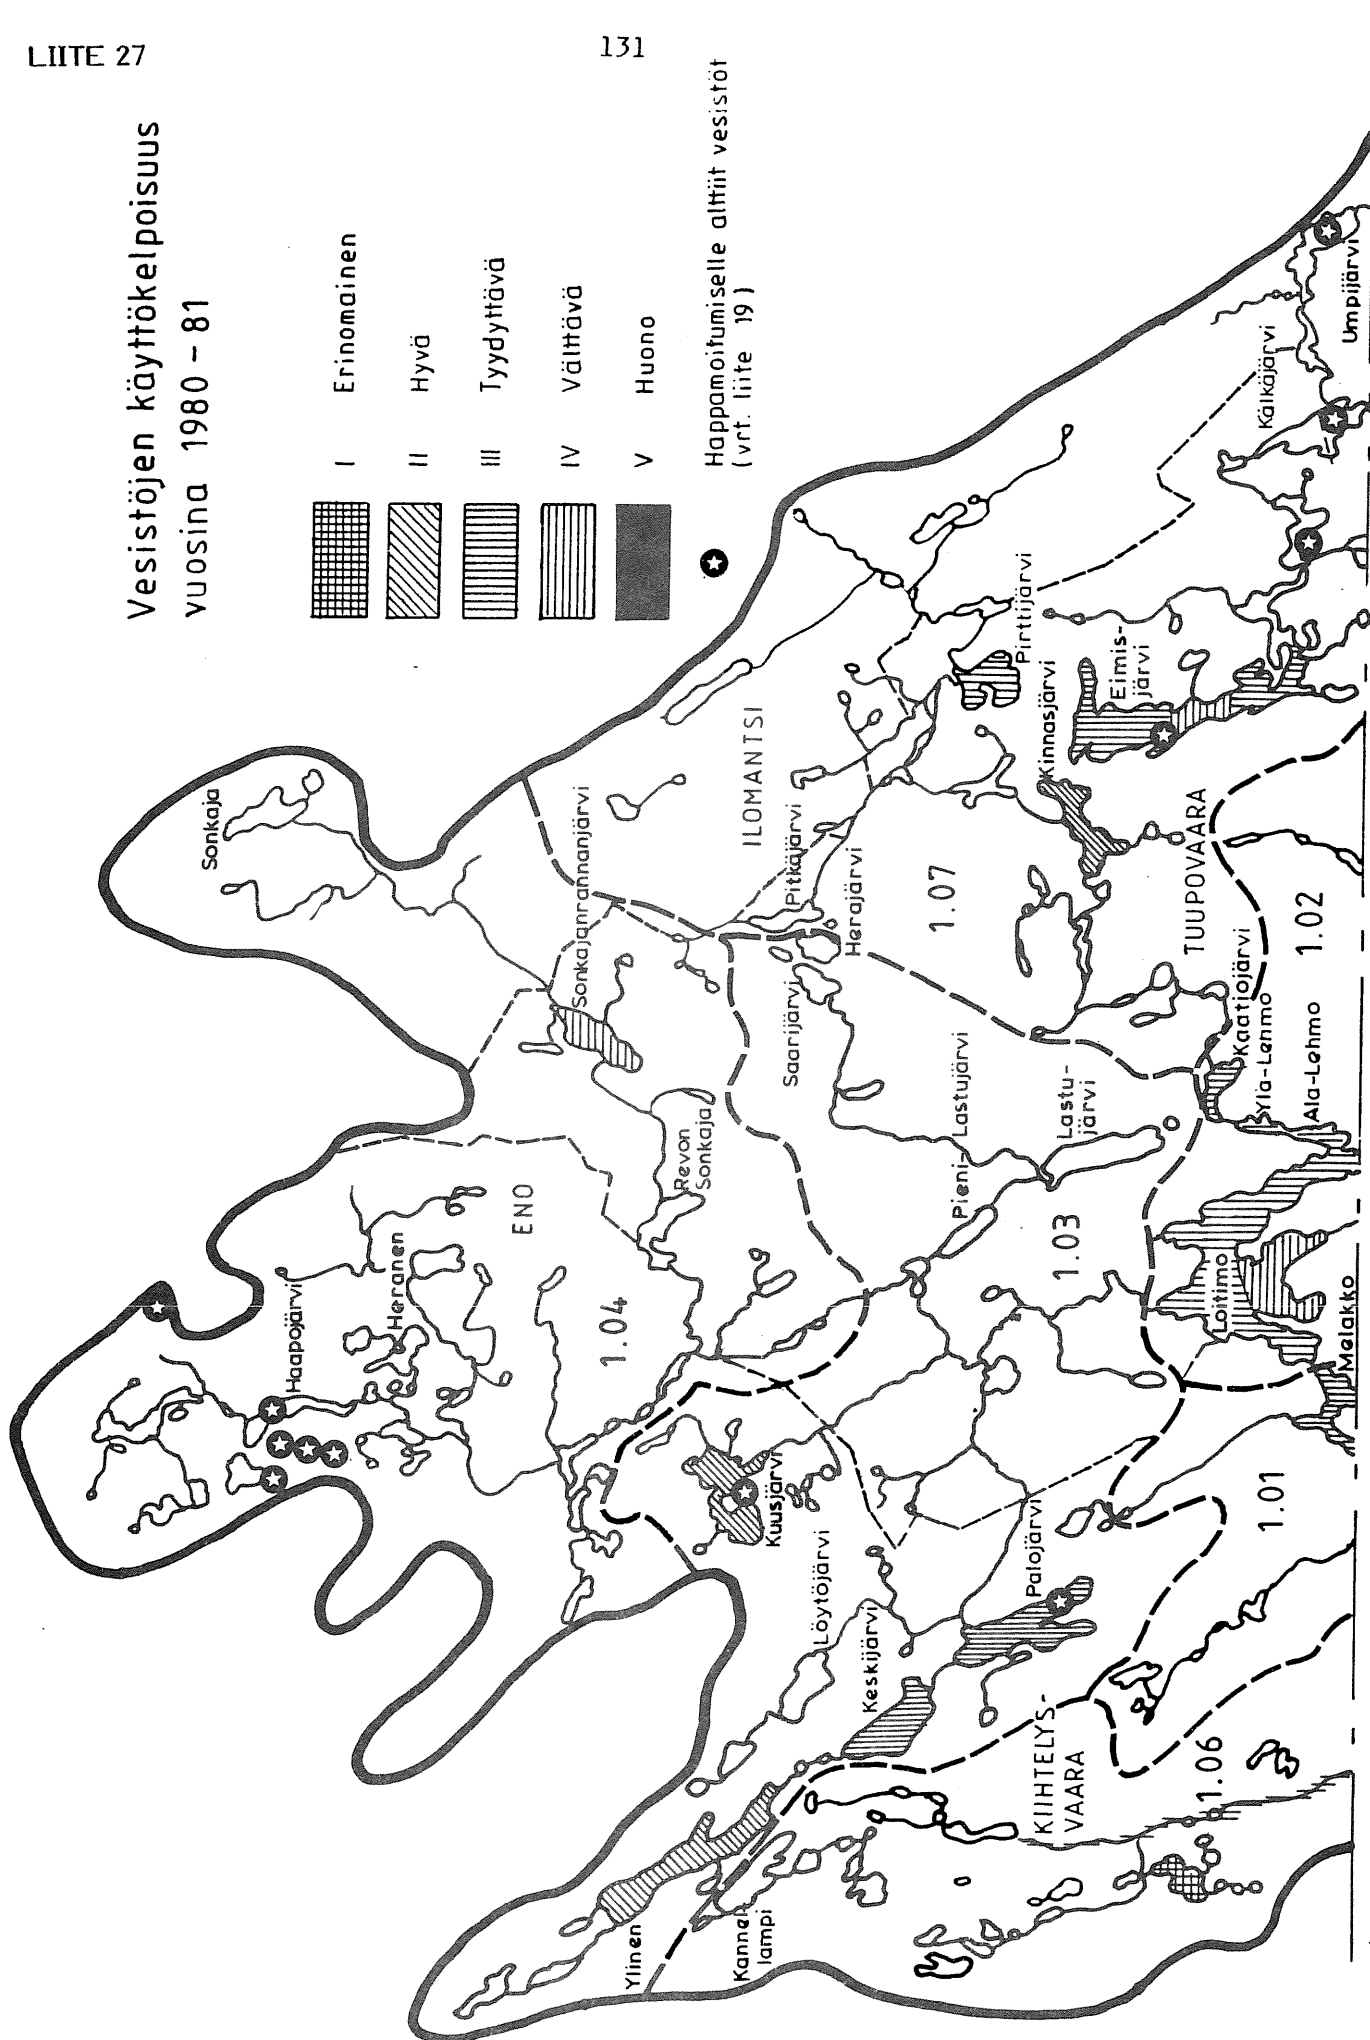 LIITE 27
131
Vesistöjen käyttökelpoisuus
vuosina 1980-81
I Erinomainen
II Hyvä
III Tyydyttävä
IV Välttävä
V Huono
Happamoitumiselle alttiit vesistöt
(vrt. liite 19)
Sonkaja
Sonkajanrannanjärvi
ILOMANTSI
Pitkäjärvi
Herajärvi
Saarijärvi
1.07
Pirttijärvi
Kinnasjärvi
Eimis-
järvi
Kälkäjärvi
Umpijärvi
TUUPOVAARA
1.02
Kaatiojärvi
Ylä-Lehmo
Ala-Lehmo
Haapojärvi
Heranen
ENO
1.04
Revon
Sonkaja
Pieni-Lastujärvi
Lastu-
järvi
1.03
Loitimo
Melakko
Kuusjärvi
Löytöjärvi
Keskijärvi
Palojärvi
1.01
KIIHTELYS-
VAARA
1.06
Ylinen
Kannel-
lampi